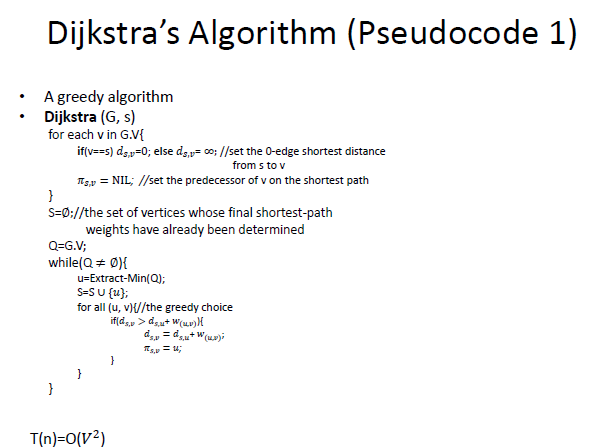 Dijkstra’s Algorithm (Pseudocode 1)
• A greedy algorithm
• Dijkstra (G, s)
for each v in G.V{
if(v==s) d_{s,v}=0; else d_{s,v}= ∞; //set the 0-edge shortest distance
from s to v
π_{s,v} = NIL; //set the predecessor of v on the shortest path
}
S=∅;//the set of vertices whose final shortest-path
weights have already been determined
Q=G.V;
while(Q ≠ ∅){
u=Extract-Min(Q);
S=S ∪ {u};
for all (u, v){//the greedy choice
if(d_{s,v} > d_{s,u}+ w_{(u,v)}){
d_{s,v} = d_{s,u}+ w_{(u,v)};
π_{s,v} = u;
}
}
}
T(n)=O(V²)